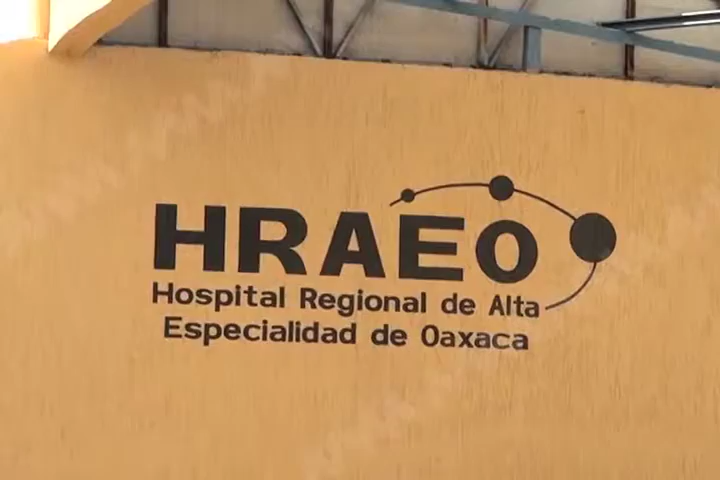 HRAEO
Hospital Regional de Alta
Especialidad de Oaxaca